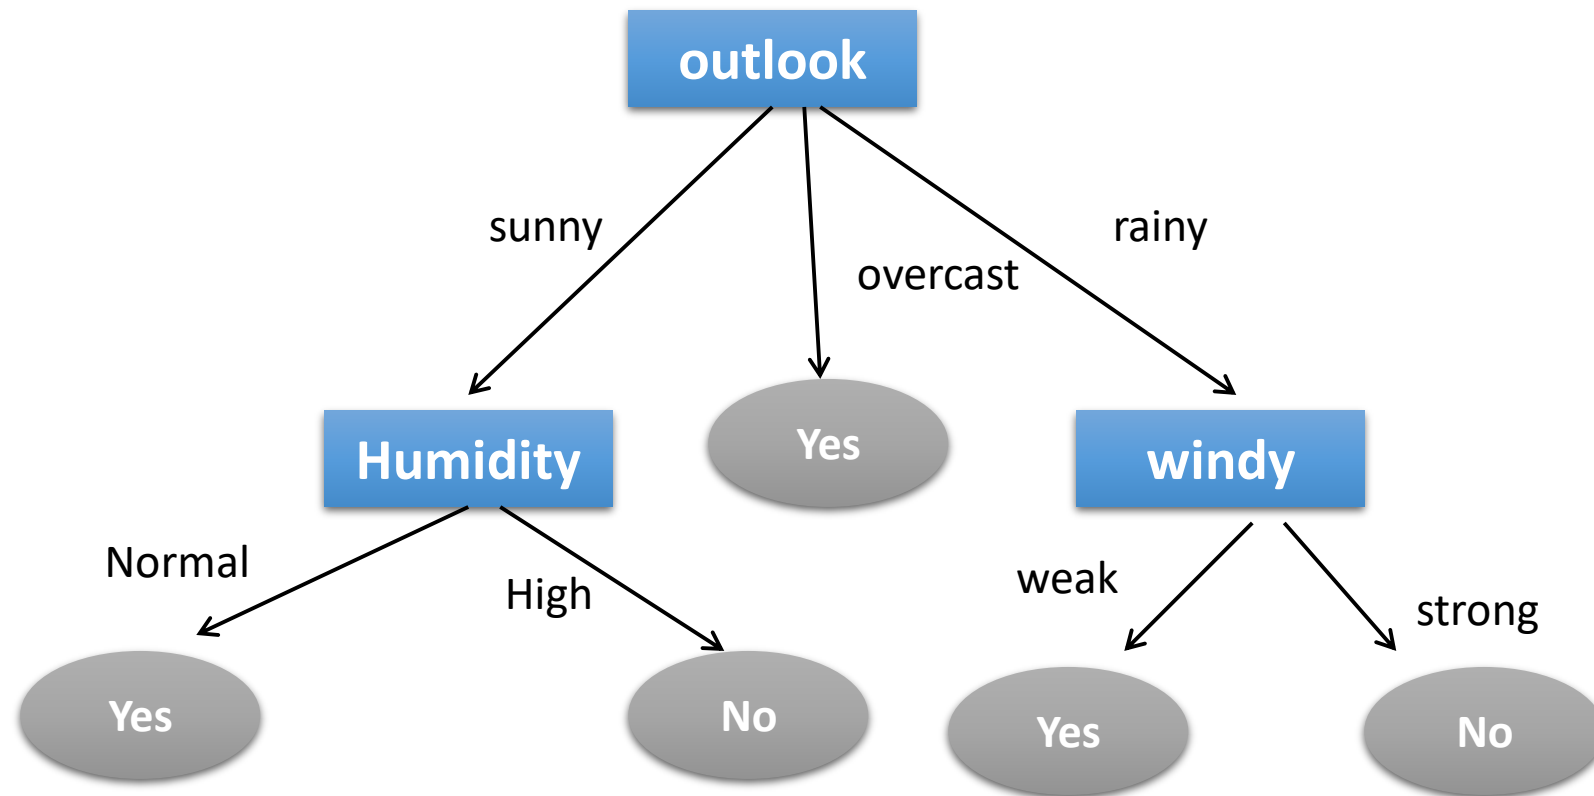 outlook
sunny
rainy
overcast
Humidity
Yes
windy
Normal
High
weak
strong
Yes
No
Yes
No